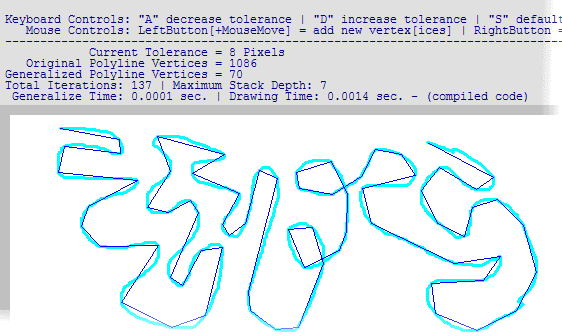 Keyboard Controls: "A" decrease tolerance | "D" increase tolerance | "S" default
Mouse Controls: LeftButton[+MouseMove] = add new vertex[ices] | RightButton =
Current Tolerance = 8 Pixels
Original Polyline Vertices = 1086
Generalized Polyline Vertices = 70
Total Iterations: 137 | Maximum Stack Depth: 7
Generalize Time: 0.0001 sec. | Drawing Time: 0.0014 sec. - (compiled code)